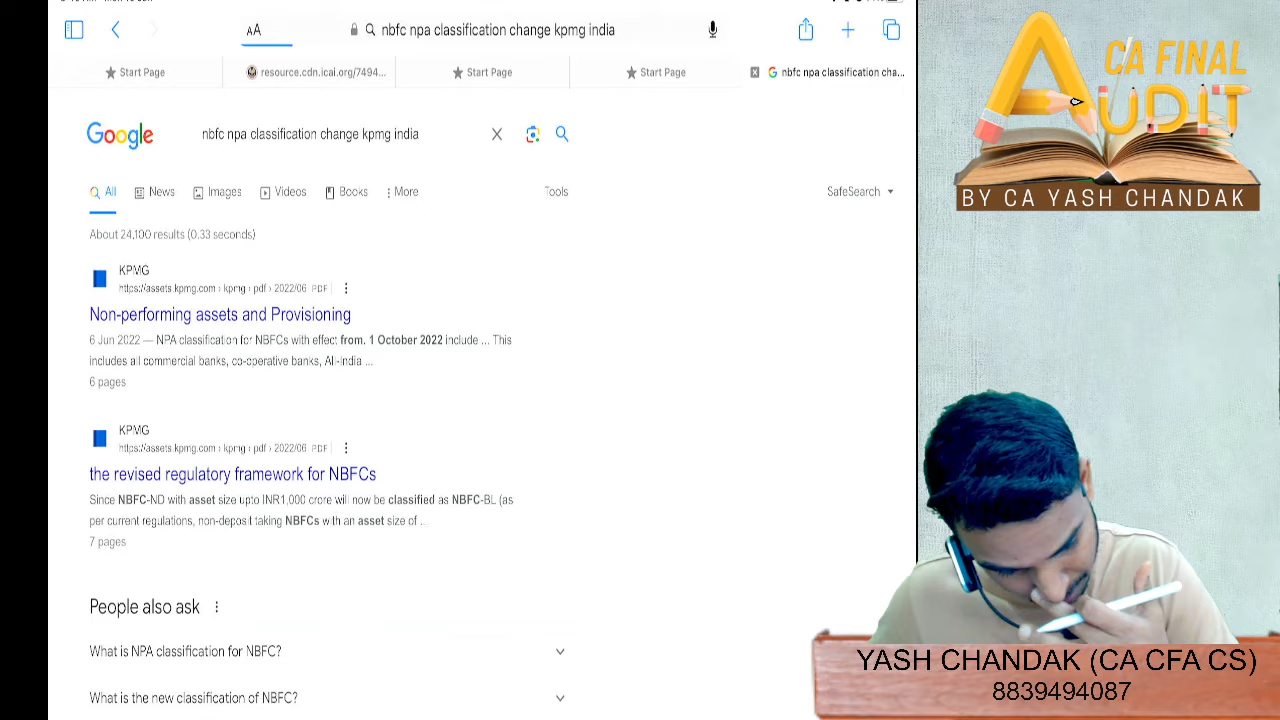 AA
nbfc npa classification change kpmg india
Start Page
resource.cdn.icai.org/7494...
Start Page
Start Page
nbfc npa classification cha...
Google
nbfc npa classification change kpmg india
All
News
Images
Videos
Books
More
Tools
SafeSearch
About 24,100 results (0.33 seconds)
KPMG
https://assets.kpmg.com › kpmg › pdf › 2022/06 PDF
Non-performing assets and Provisioning
6 Jun 2022 — NPA classification for NBFCs with effect from. 1 October 2022 include ... This
includes all commercial banks, co-operative banks, All-India ...
6 pages
KPMG
https://assets.kpmg.com › kpmg › pdf › 2022/06 PDF
the revised regulatory framework for NBFCs
Since NBFC-ND with asset size upto INR1,000 crore will now be classified as NBFC-BL (as
per current regulations, non-deposit taking NBFCs with an asset size of ...
7 pages
People also ask
What is NPA classification for NBFC?
What is the new classification of NBFC?
CA FINAL
AUDIT
BY CA YASH CHANDAK
YASH CHANDAK (CA CFA CS)
8839494087